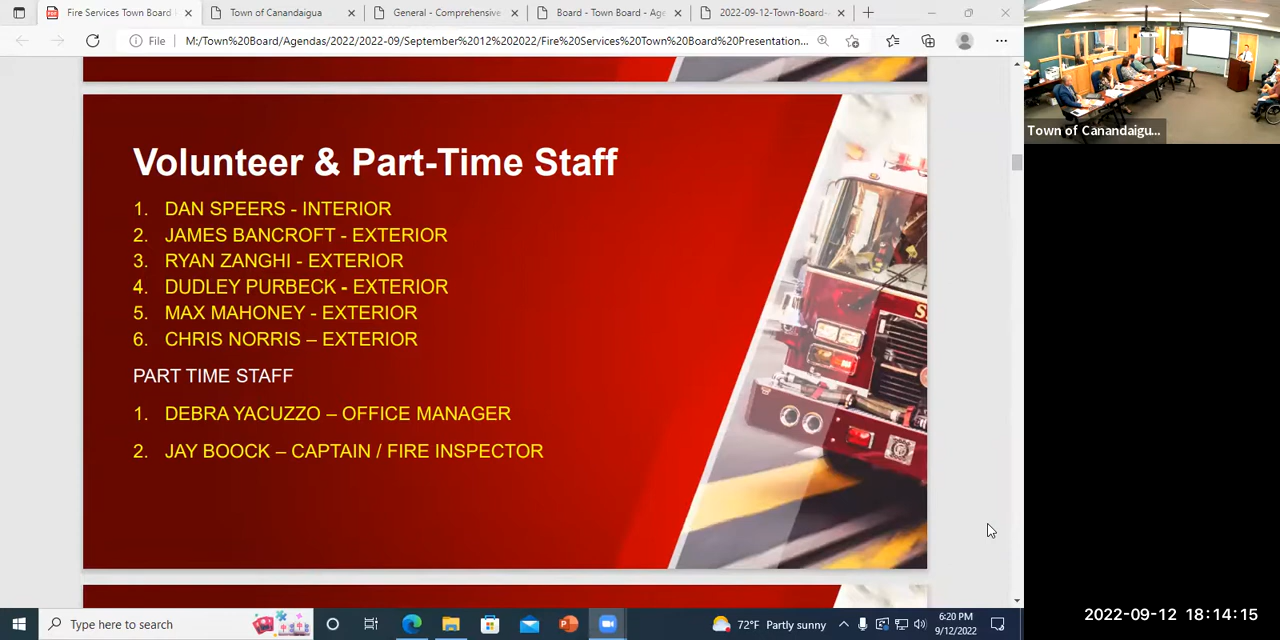 Fire Services Town Board
Town of Canandaigua
General - Comprehensive
Board - Town Board - Age
2022-09-12-Town-Board-
File
M:/Town%20Board/Agendas/2022/2022-09/September%2012%202022/Fire%20Services%20Town%20Board%20Presentation...
Town of Canandaigu...
Volunteer & Part-Time Staff
1. DAN SPEERS - INTERIOR
2. JAMES BANCROFT - EXTERIOR
3. RYAN ZANGHI - EXTERIOR
4. DUDLEY PURBECK - EXTERIOR
5. MAX MAHONEY - EXTERIOR
6. CHRIS NORRIS – EXTERIOR
PART TIME STAFF
1. DEBRA YACUZZO – OFFICE MANAGER
2. JAY BOOCK – CAPTAIN / FIRE INSPECTOR
Type here to search
72°F Partly sunny
6:20 PM
9/12/2022
2022-09-12 18:14:15